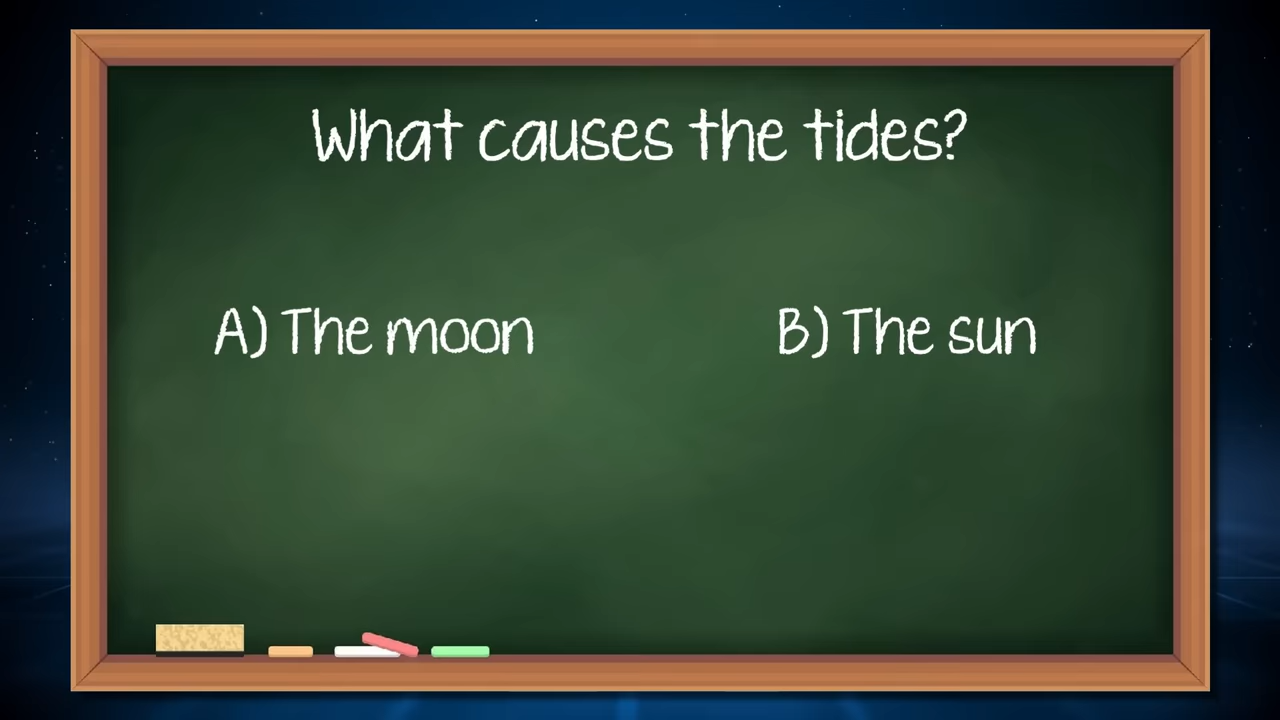 What causes the tides?
A) The moon
B) The sun